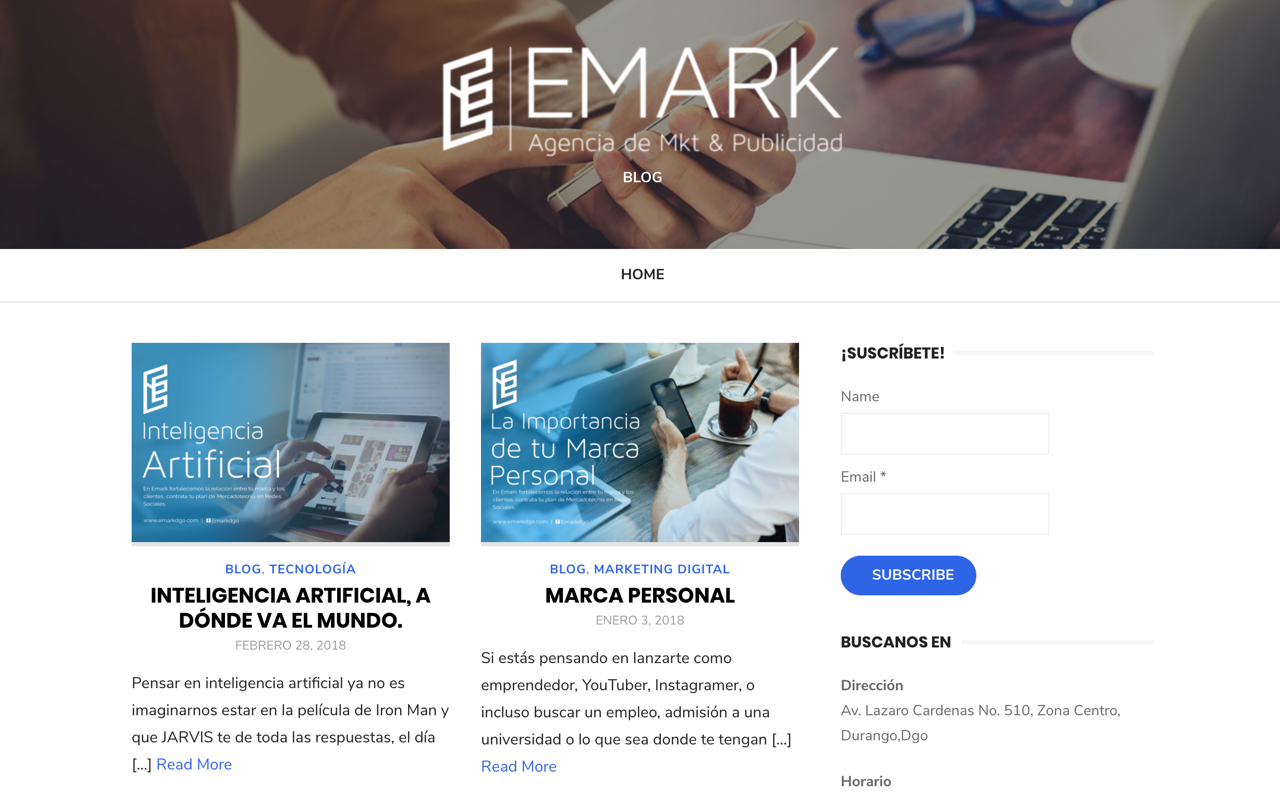 EMARK
Agencia de Mkt & Publicidad
BLOG
HOME
Inteligencia
Artificial
En Emark fortalecemos la relación entre tu marca y los
clientes, contrata tu plan de Mercadotecnia en Redes
Sociales.
www.emarkdgo.com | Emarkdgo
BLOG, TECNOLOGÍA
INTELIGENCIA ARTIFICIAL, A
DÓNDE VA EL MUNDO.
FEBRERO 28, 2018
Pensar en inteligencia artificial ya no es
imaginarnos estar en la película de Iron Man y
que JARVIS te de toda las respuestas, el día
[...] Read More
La Importancia
de tu Marca
Personal
En Emark fortalecemos la relación entre tu marca y los
clientes, contrata tu plan de Mercadotecnia en Redes
Sociales.
www.emarkdgo.com | Emarkdgo
BLOG, MARKETING DIGITAL
MARCA PERSONAL
ENERO 3, 2018
Si estás pensando en lanzarte como
emprendedor, YouTuber, Instagramer, o
incluso buscar un empleo, admisión a una
universidad o lo que sea donde te tengan [...]
Read More
¡SUSCRÍBETE!
Name
Email *
SUBSCRIBE
BUSCANOS EN
Dirección
Av. Lazaro Cardenas No. 510, Zona Centro,
Durango,Dgo
Horario